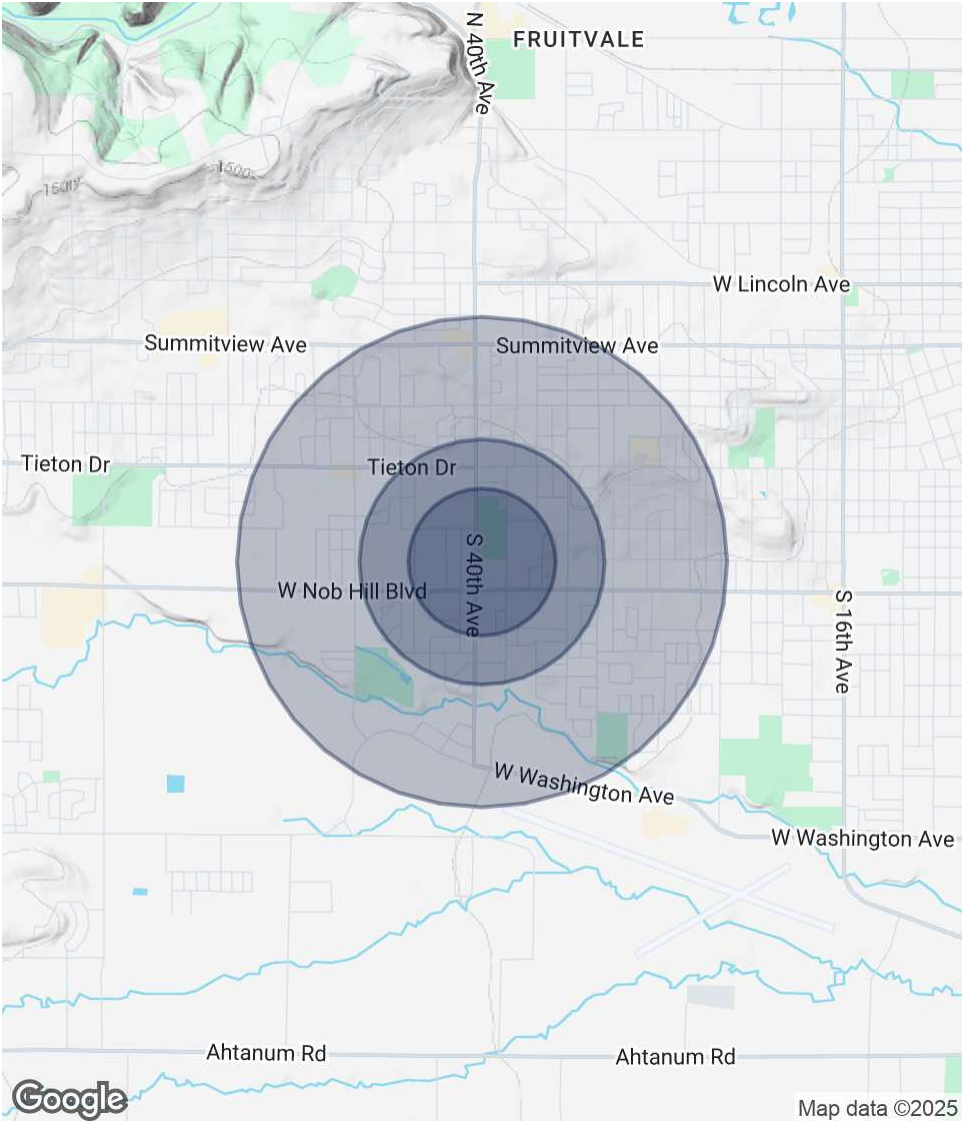 N 40th Ave
FRUITVALE
1500
1500
W Lincoln Ave
Summitview Ave
Summitview Ave
Tieton Dr
Tieton Dr
S 40th Ave
W Nob Hill Blvd
S 16th Ave
W Washington Ave
W Washington Ave
Ahtanum Rd
Ahtanum Rd
Google
Map data ©2025